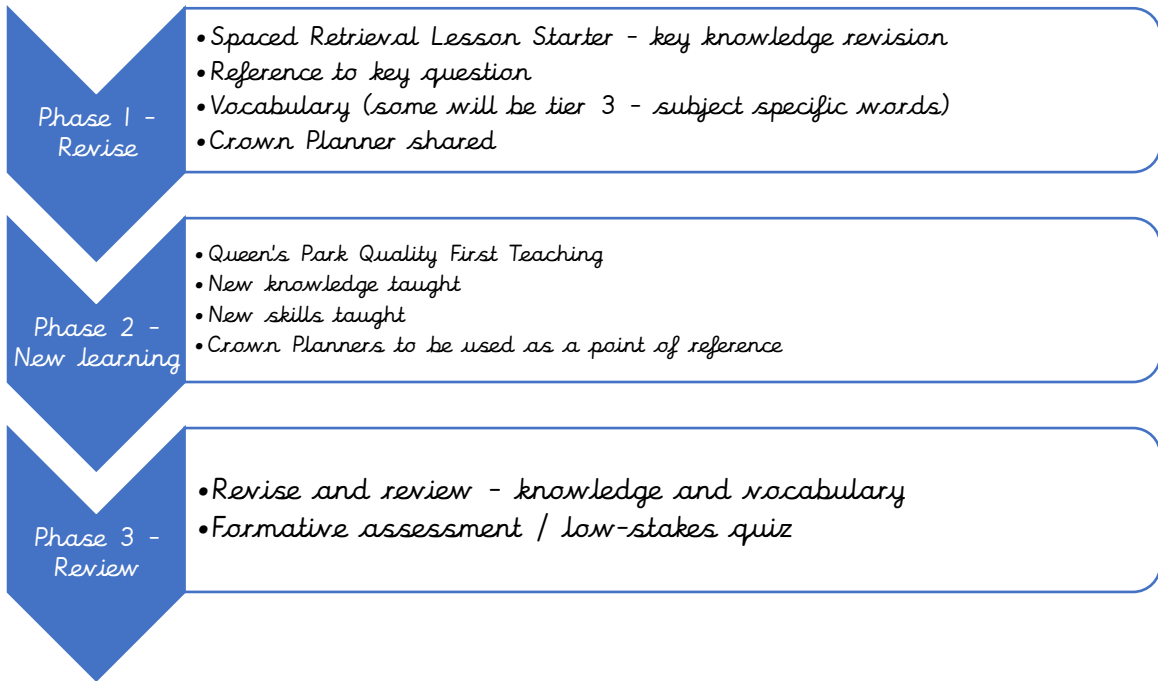 Phase 1 -
Revise
•Spaced Retrieval Lesson Starter - key knowledge revision
•Reference to key question
•Vocabulary (some will be tier 3 - subject specific words)
•Crown Planner shared
Phase 2 -
New learning
•Queen's Park Quality First Teaching
•New knowledge taught
•New skills taught
•Crown Planners to be used as a point of reference
Phase 3 -
Review
•Revise and review - knowledge and vocabulary
•Formative assessment / low-stakes quiz